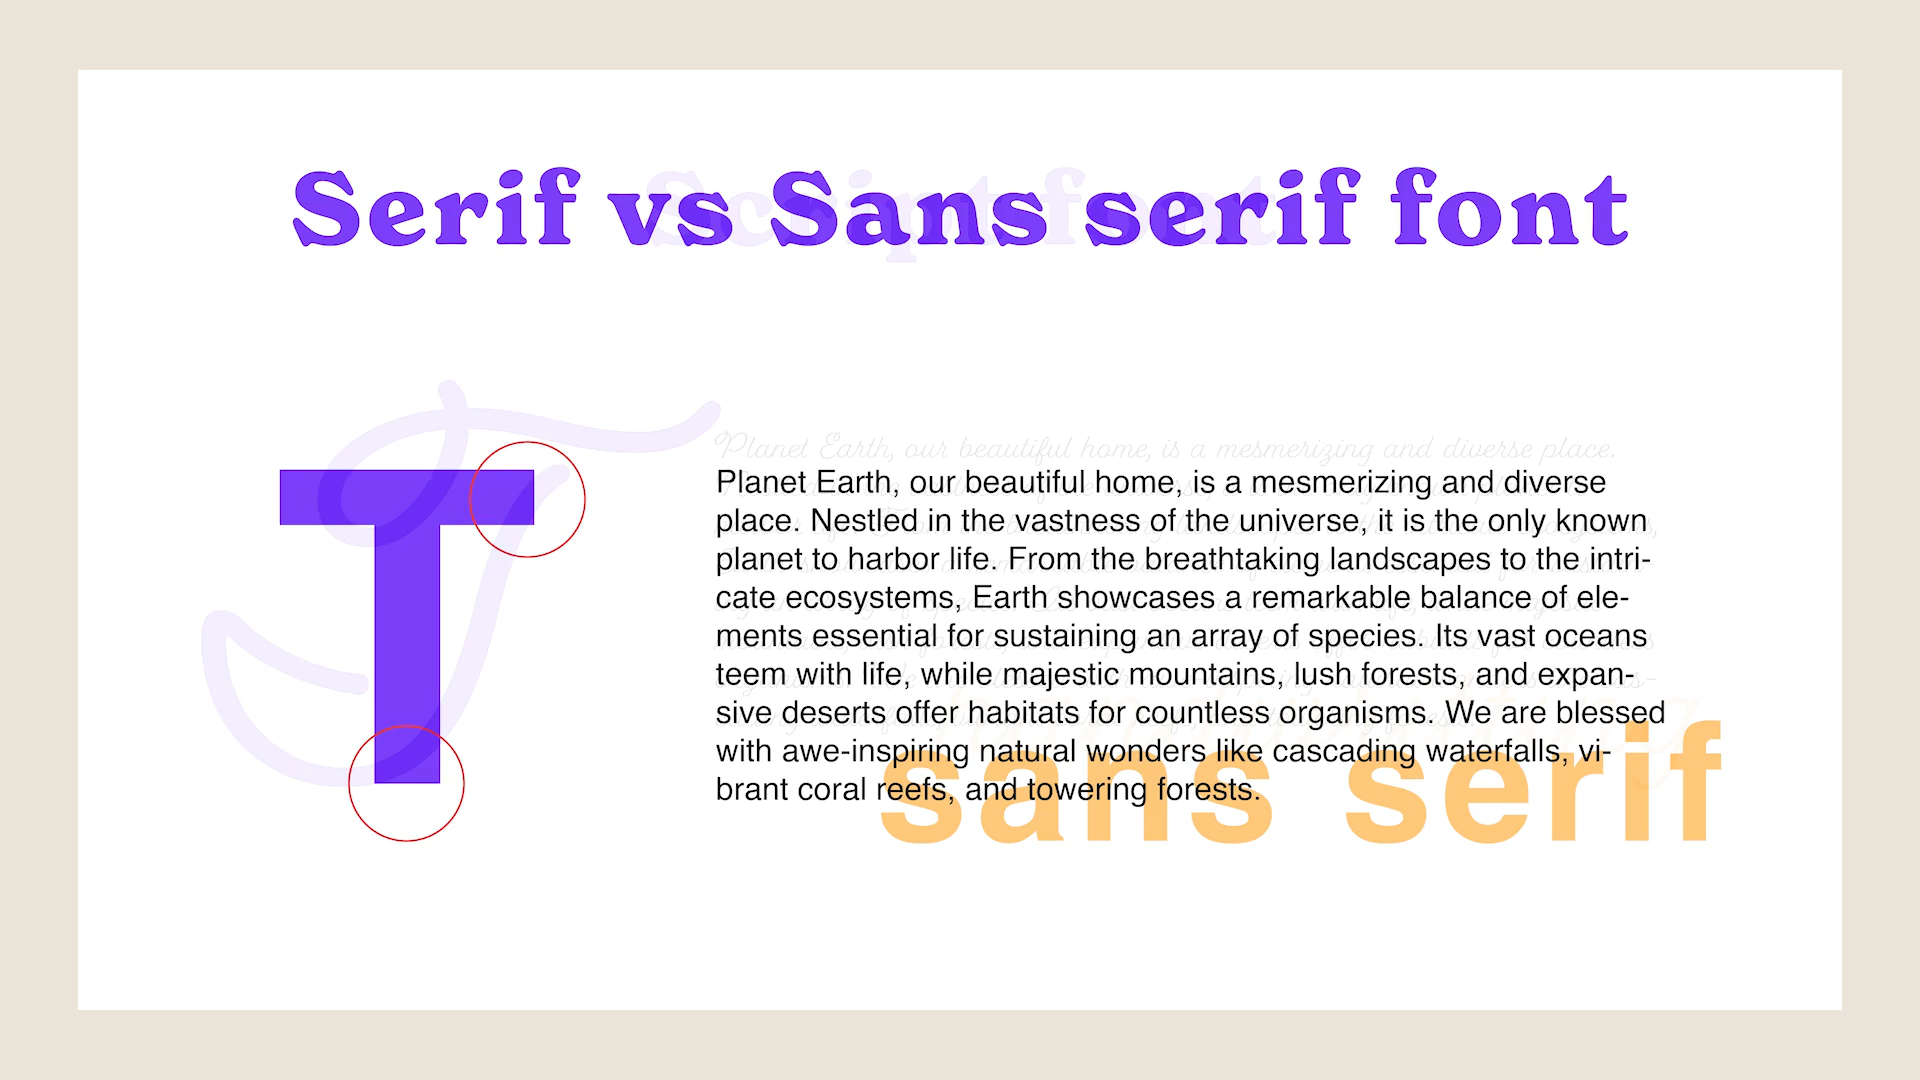 Serif vs Sans serif font
Script font
T
Planet Earth, our beautiful home, is a mesmerizing and diverse place.
Planet Earth, our beautiful home, is a mesmerizing and diverse
place. Nestled in the vastness of the universe, it is the only known
planet to harbor life. From the breathtaking landscapes to the intri-
cate ecosystems, Earth showcases a remarkable balance of ele-
ments essential for sustaining an array of species. Its vast oceans
teem with life, while majestic mountains, lush forests, and expan-
sive deserts offer habitats for countless organisms. We are blessed
with awe-inspiring natural wonders like cascading waterfalls, vi-
brant coral reefs, and towering forests.
sans serif